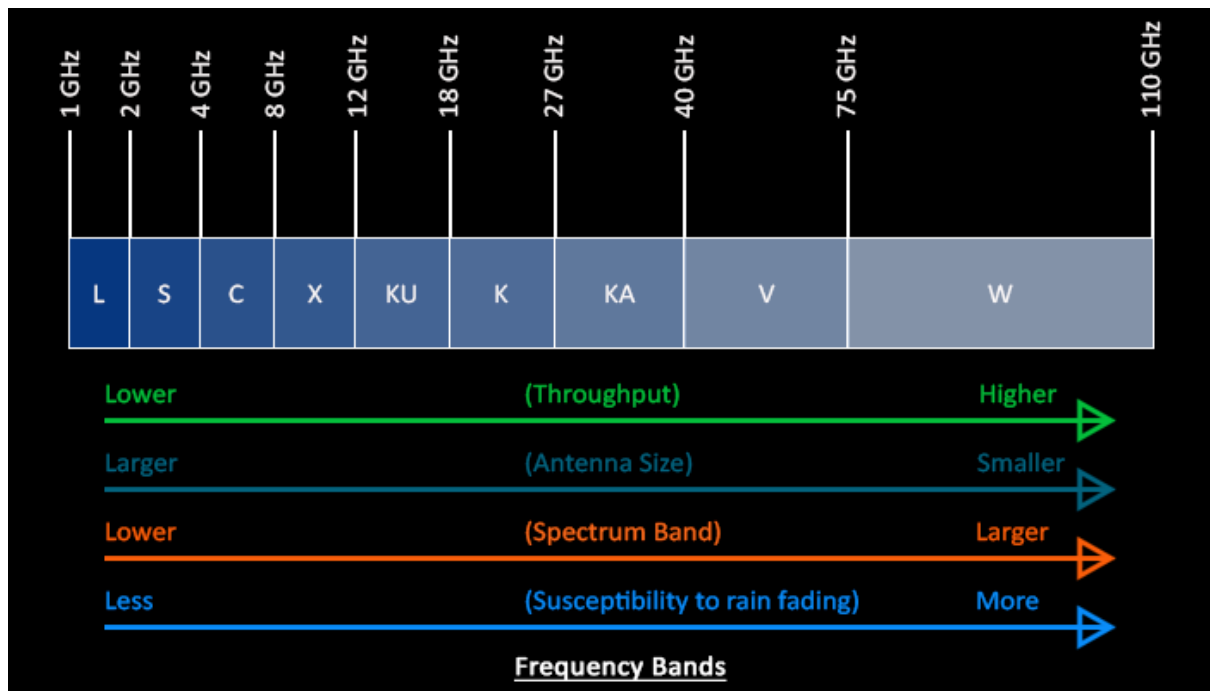 1 GHz
2 GHz
4 GHz
8 GHz
12 GHz
18 GHz
27 GHz
40 GHz
75 GHz
110 GHz
L S C X KU K KA V W
Lower (Throughput) Higher
Larger (Antenna Size) Smaller
Lower (Spectrum Band) Larger
Less (Susceptibility to rain fading) More
Frequency Bands